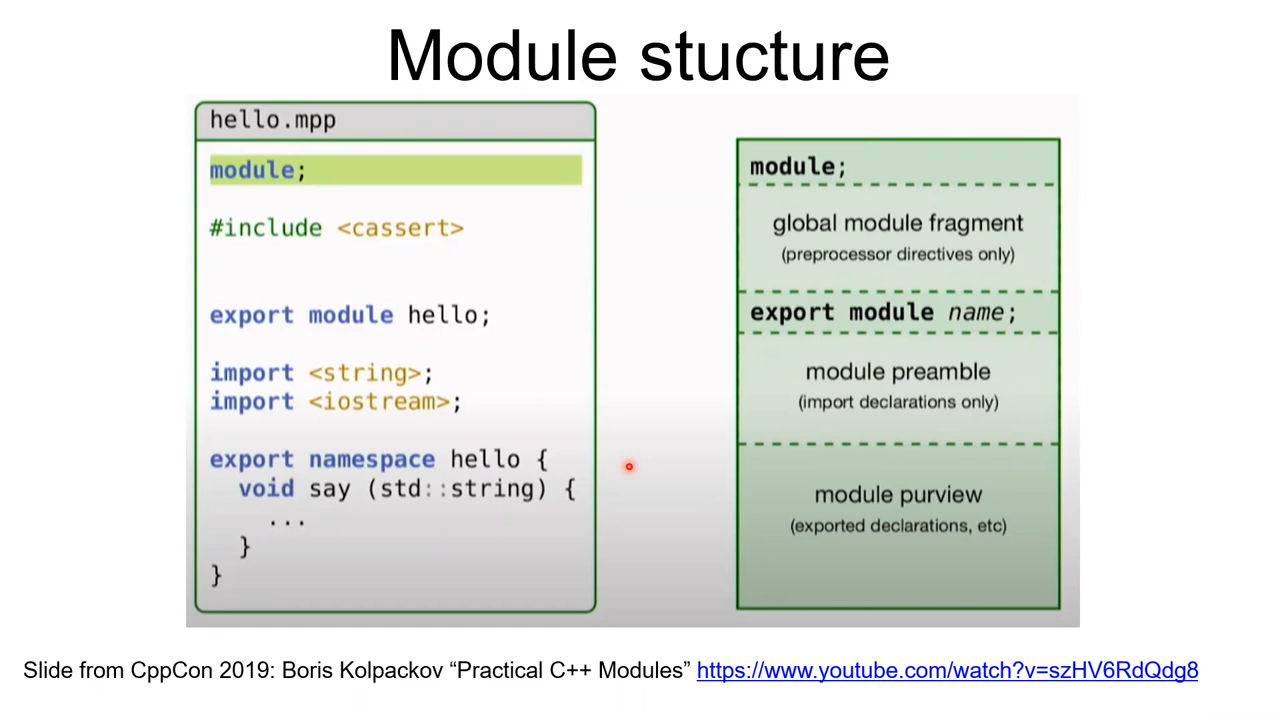 Module stucture
hello.mpp
module;
#include <cassert>
export module hello;
import <string>;
import <iostream>;
export namespace hello {
void say (std::string) {
...
}
}
module;
global module fragment
(preprocessor directives only)
export module name;
module preamble
(import declarations only)
module purview
(exported declarations, etc)
Slide from CppCon 2019: Boris Kolpackov “Practical C++ Modules” https://www.youtube.com/watch?v=szHV6RdQdg8